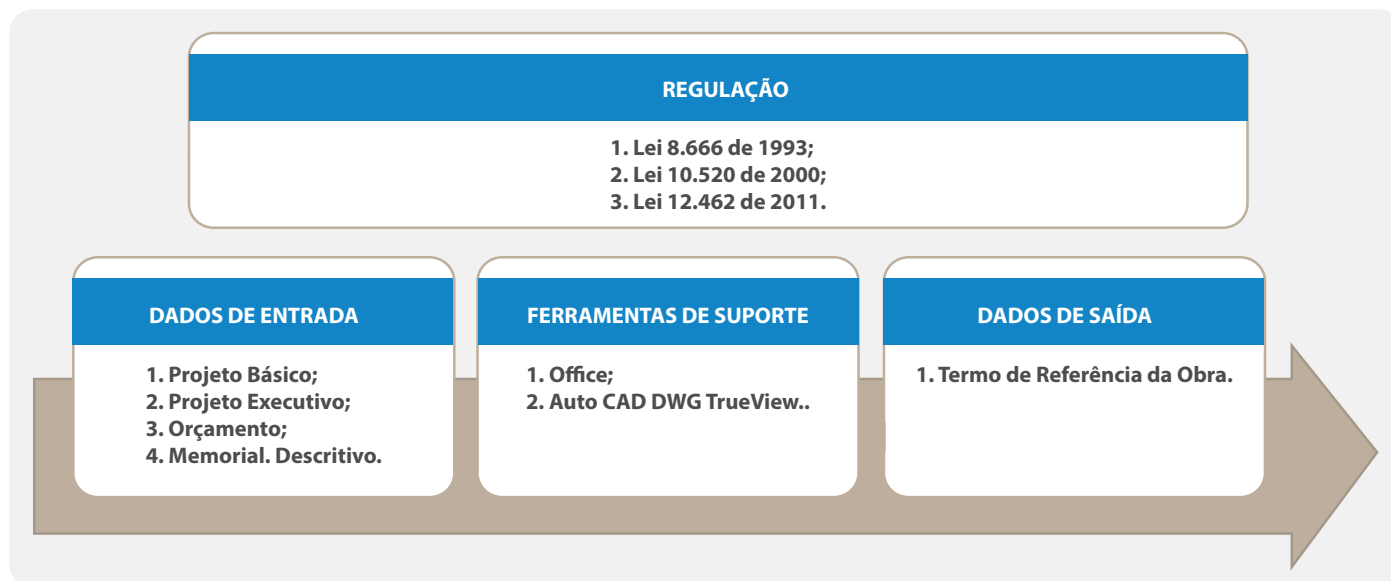 REGULAÇÃO
1. Lei 8.666 de 1993;
2. Lei 10.520 de 2000;
3. Lei 12.462 de 2011.
DADOS DE ENTRADA
1. Projeto Básico;
2. Projeto Executivo;
3. Orçamento;
4. Memorial. Descritivo.
FERRAMENTAS DE SUPORTE
1. Office;
2. Auto CAD DWG TrueView..
DADOS DE SAÍDA
1. Termo de Referência da Obra.